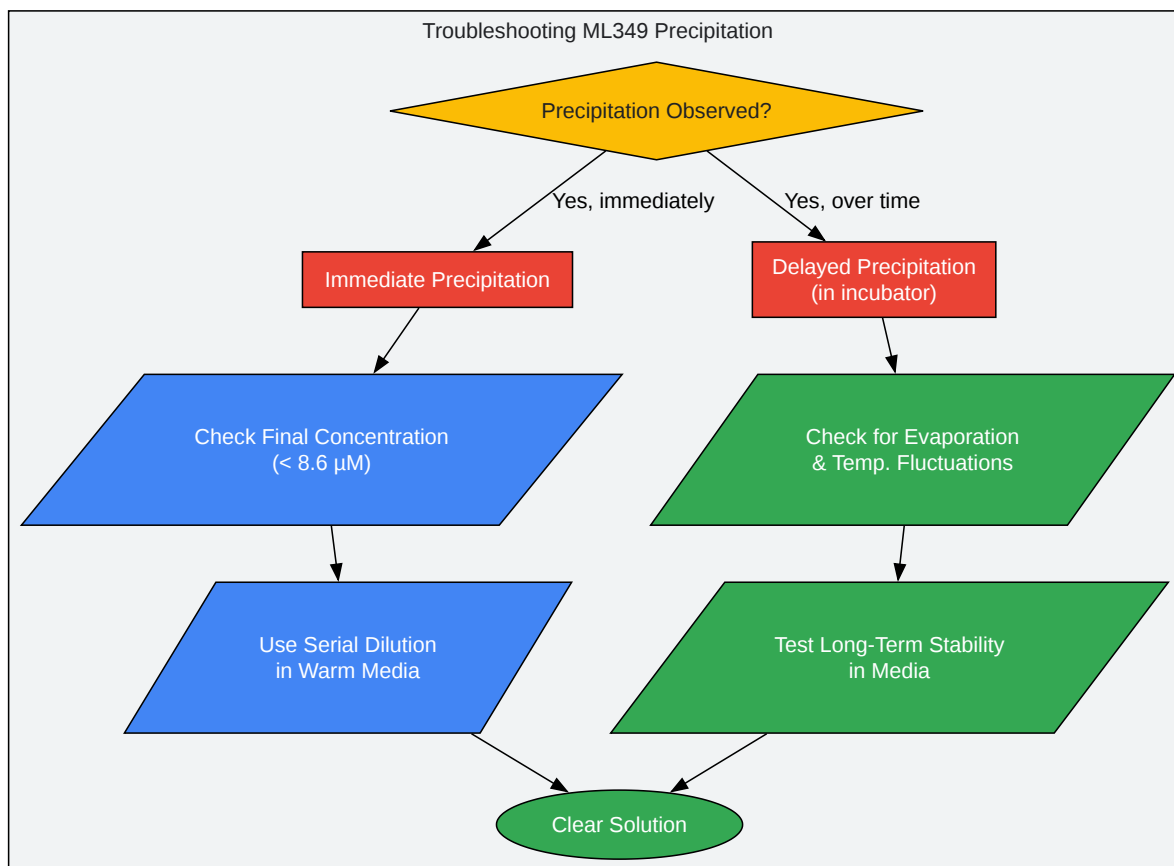 Troubleshooting ML349 Precipitation
Precipitation Observed?
Yes, immediately
Yes, over time
Immediate Precipitation
Delayed Precipitation
(in incubator)
Check Final Concentration
(< 8.6 µM)
Check for Evaporation
& Temp. Fluctuations
Use Serial Dilution
in Warm Media
Test Long-Term Stability
in Media
Clear Solution